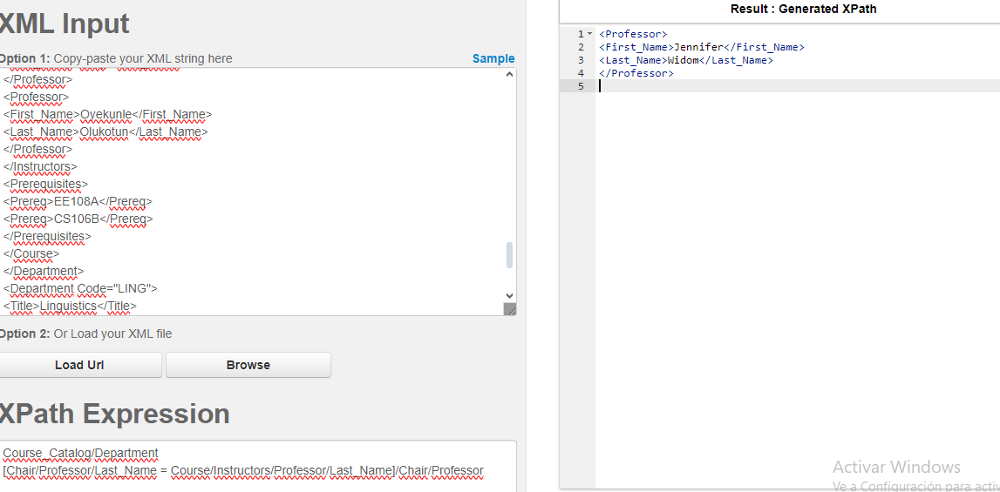 XML Input
Option 1: Copy-paste your XML string here
Sample
</Professor>
<Professor>
<First_Name>Oyekunle</First_Name>
<Last_Name>Olukotun</Last_Name>
</Professor>
</Instructors>
<Prerequisites>
<Prereq>EE108A</Prereq>
<Prereq>CS106B</Prereq>
</Prerequisites>
</Course>
</Department>
<Department Code="LING">
<Title>Linguistics</Title>
Option 2: Or Load your XML file
Load Url
Browse
XPath Expression
Course_Catalog/Department
[Chair/Professor/Last_Name = Course/Instructors/Professor/Last_Name]/Chair/Professor
Result : Generated XPath
1 <Professor>
2 <First_Name>Jennifer</First_Name>
3 <Last_Name>Widom</Last_Name>
4 </Professor>
5
Activar Windows
Ve a Configuración para activ